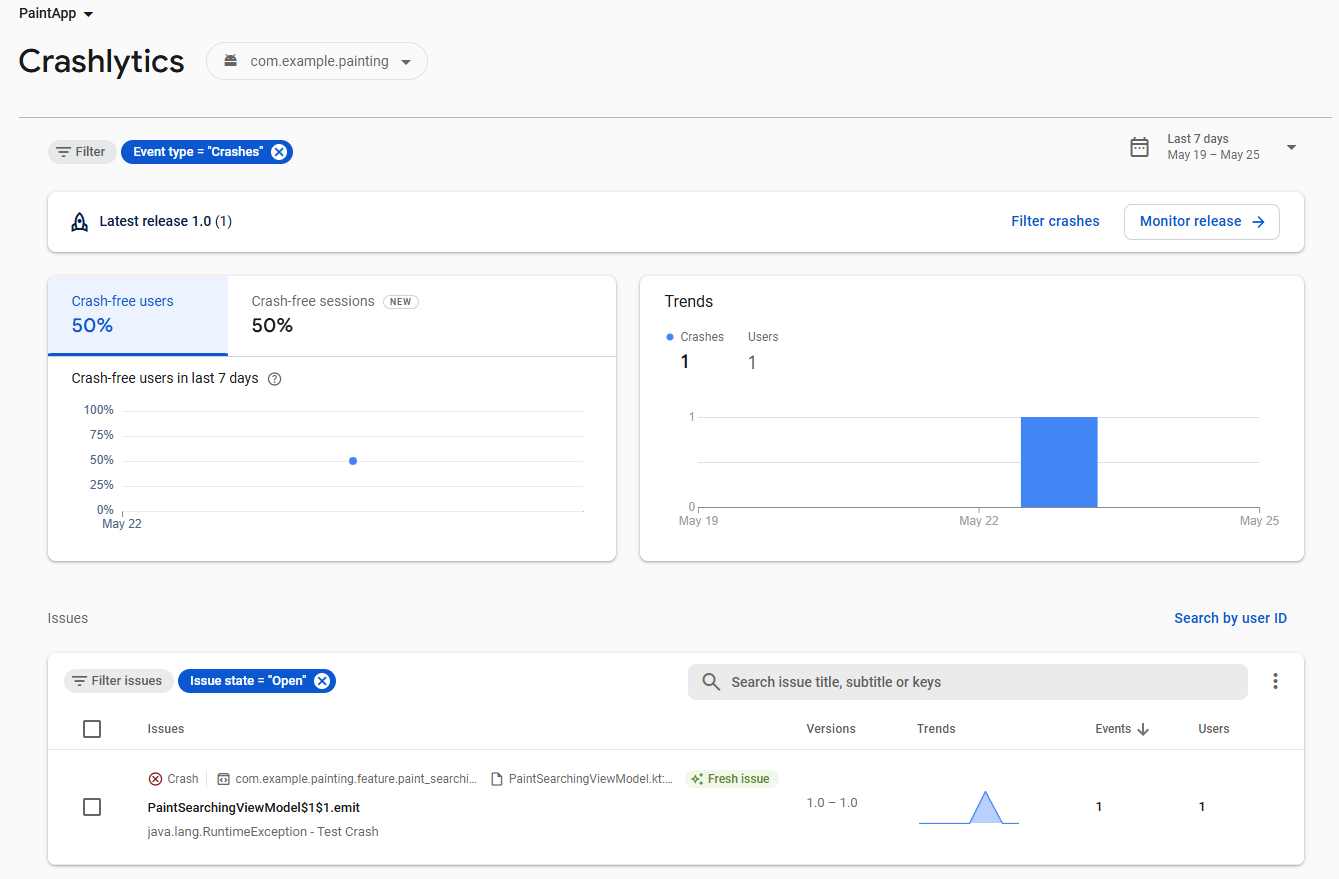 PaintApp
Crashlytics
com.example.painting
Filter
Event type = "Crashes"
Last 7 days
May 19 – May 25
Latest release 1.0 (1)
Filter crashes
Monitor release
Crash-free users
50%
Crash-free sessions NEW
50%
Crash-free users in last 7 days
100%
75%
50%
25%
0%
May 22
Trends
Crashes
1
Users
1
1
0
May 19
May 22
May 25
Issues
Search by user ID
Filter issues
Issue state = "Open"
Search issue title, subtitle or keys
Issues
Versions
Trends
Events
Users
Crash
com.example.painting.feature.paint_searchi...
PaintSearchingViewModel.kt:...
Fresh issue
PaintSearchingViewModel$1$1.emit
java.lang.RuntimeException - Test Crash
1.0 – 1.0
1
1